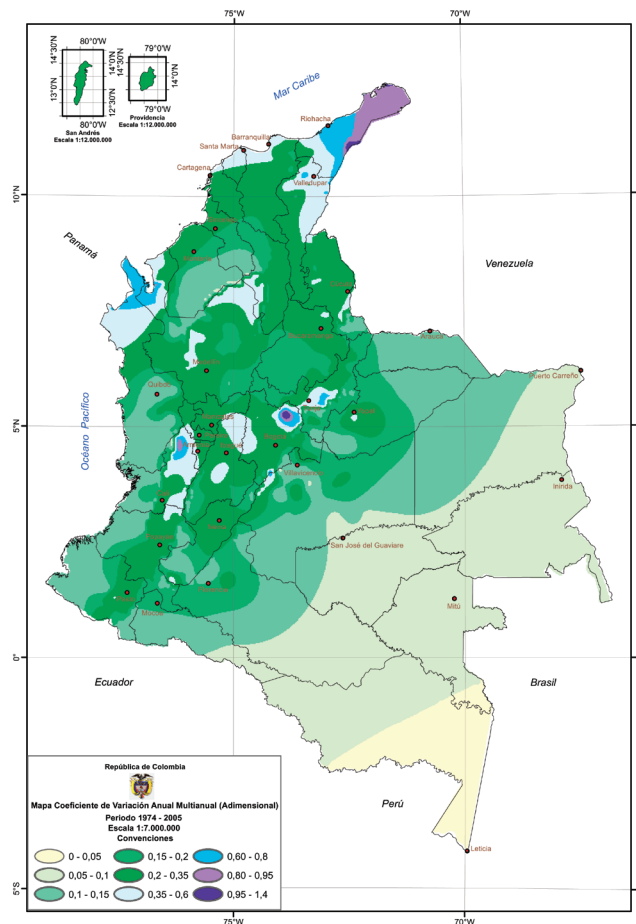 75°W
70°W
80°0'W
79°0'W
14°30'N
13°0'N
14°0'N
12°30'N
14°0'N
80°0'W
79°0'W
San Andrés
Escala 1:12.000.000
Providencia
Escala 1:12.000.000
Mar Caribe
Riohacha
Barranquilla
Santa Marta
Cartagena
Valledupar
10°N
10°N
Panamá
Venezuela
Arauca
Puerto Carreño
Quibdó
Océano Pacífico
5°N
5°N
Villavicencio
Inírida
San José del Guaviare
Mitú
Mocoa
0°
0°
Ecuador
Brasil
Perú
Leticia
República de Colombia
Mapa Coeficiente de Variación Anual Multianual (Adimensional)
Periodo 1974 - 2005
Escala 1:7.000.000
Convenciones
0 - 0,05
0,15 - 0,2
0,60 - 0,8
0,05 - 0,1
0,2 - 0,35
0,80 - 0,95
0,1 - 0,15
0,35 - 0,6
0,95 - 1,4
5°S
5°S
75°W
70°W